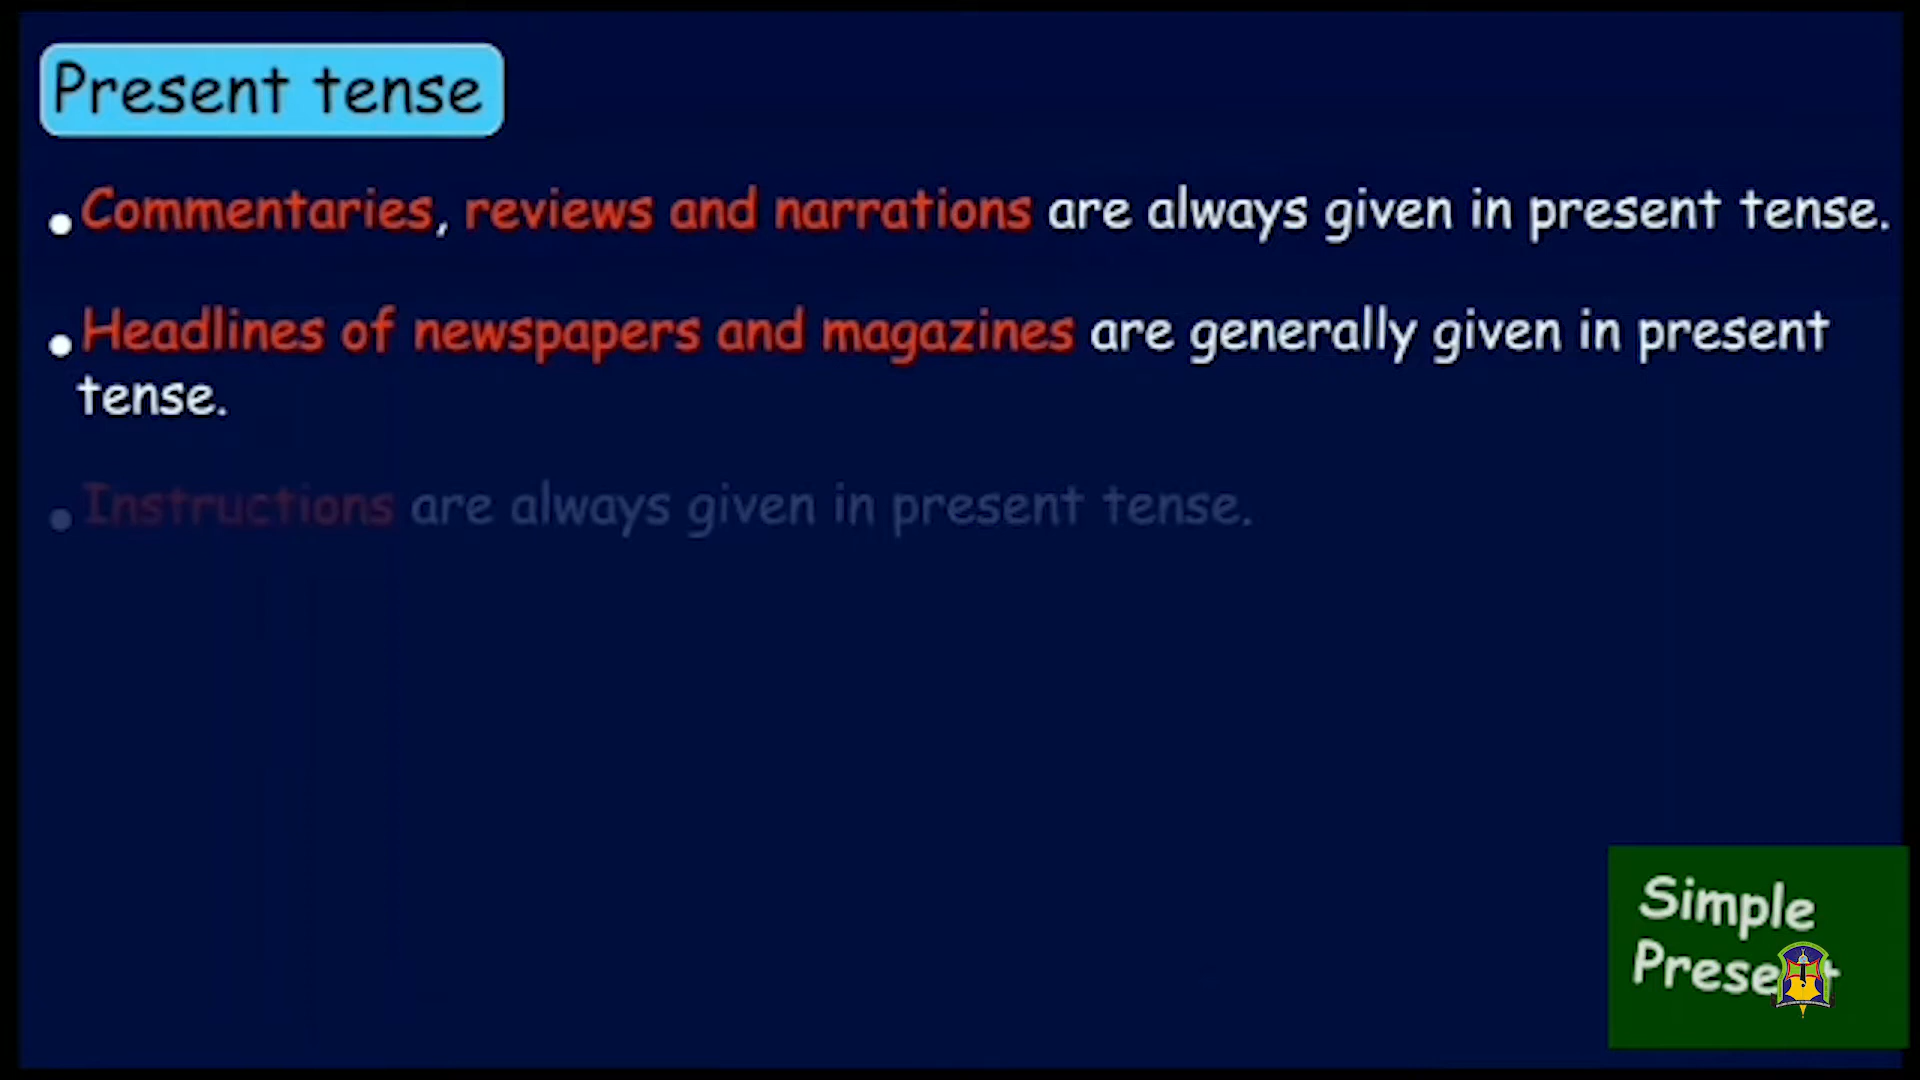 Present tense
• Commentaries, reviews and narrations are always given in present tense.
• Headlines of newspapers and magazines are generally given in present
tense.
• Instructions are always given in present tense.
Simple
Present